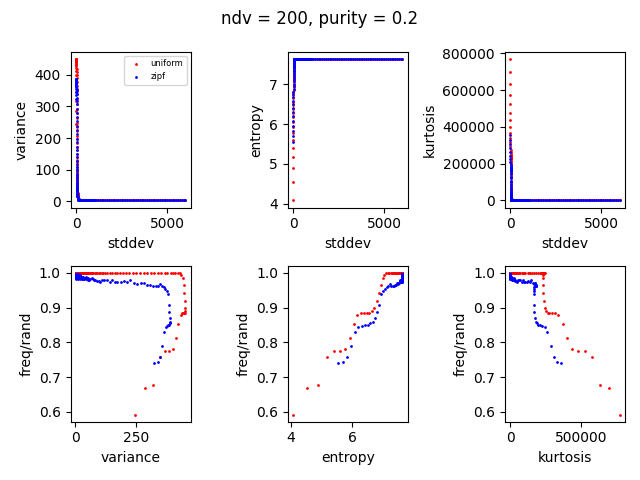 ndv = 200, purity = 0.2
variance
400
300
200
100
0
0
5000
stddev
uniform
zipf
entropy
7
6
5
4
0
5000
stddev
kurtosis
800000
600000
400000
200000
0
0
5000
stddev
freq/rand
1.0
0.9
0.8
0.7
0.6
0
250
variance
freq/rand
1.0
0.9
0.8
0.7
0.6
4
6
entropy
freq/rand
1.0
0.9
0.8
0.7
0.6
0
500000
kurtosis